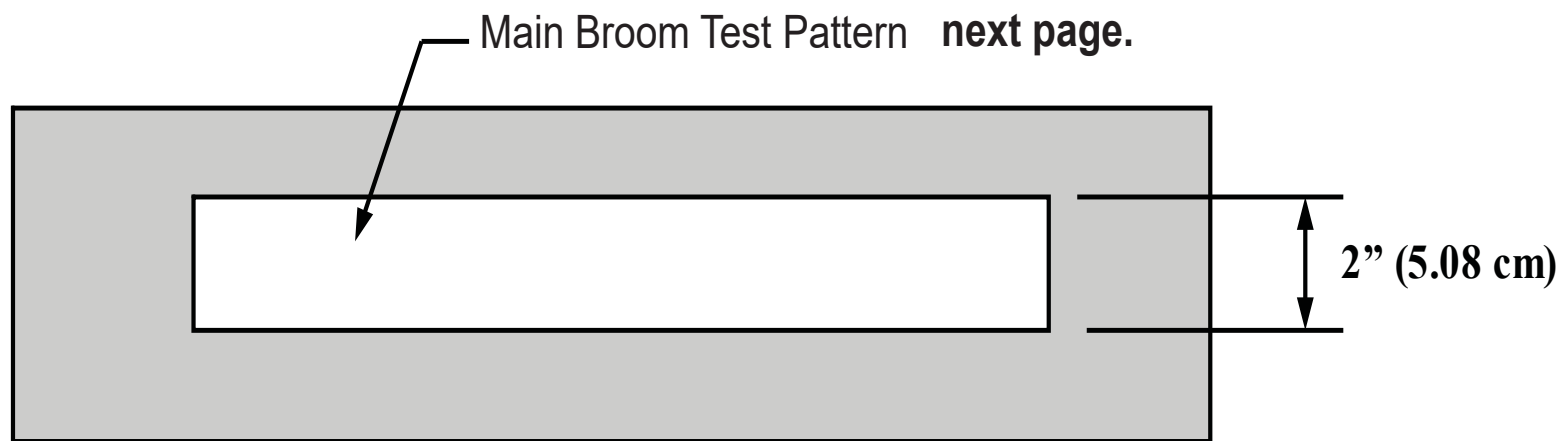 Main Broom Test Pattern next page.
2” (5.08 cm)